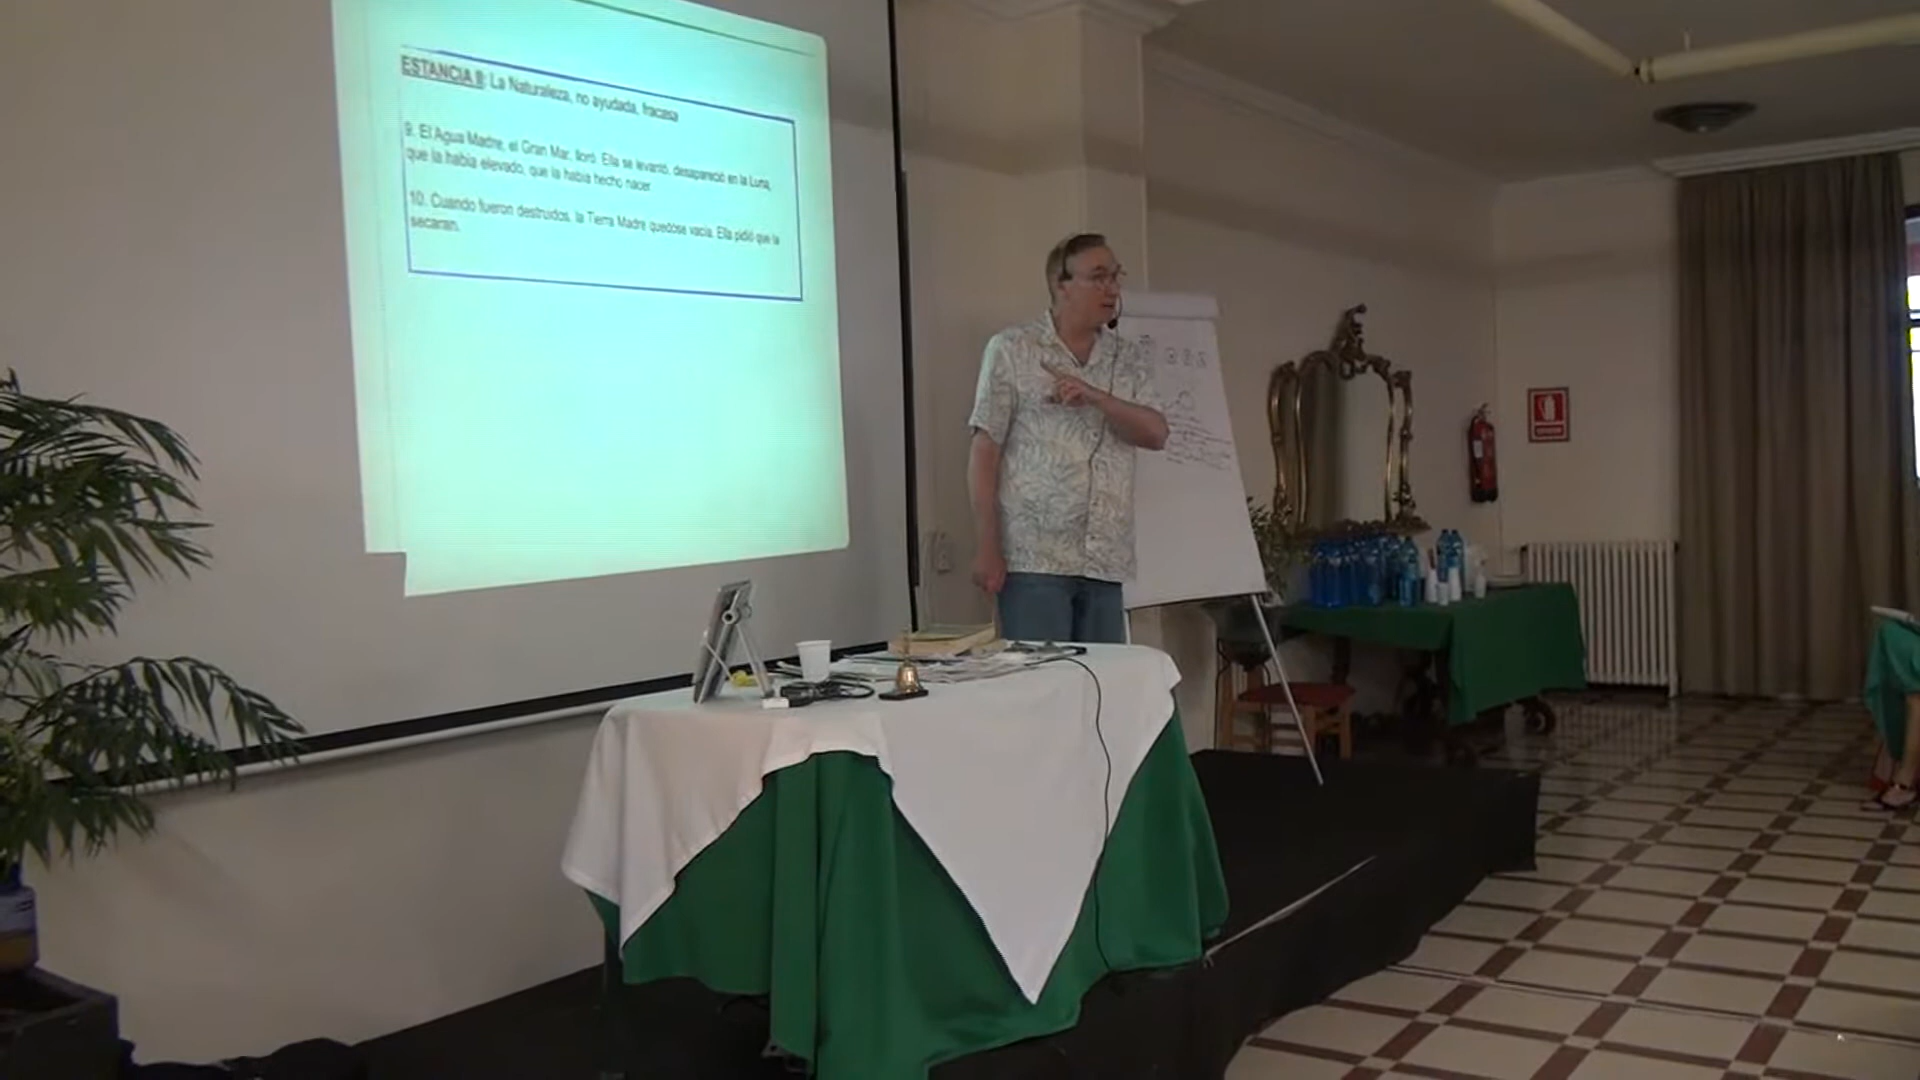 ESTANCIA II: La Naturaleza, no ayudada, fracasa
9. El Agua Madre, el Gran Mar, lloró. Ella se levantó, desapareció en la Luna,
que la había elevado, que la había hecho nacer.
10. Cuando fueron destruidos, la Tierra Madre quedóse vacía. Ella pidió que la
secaran.